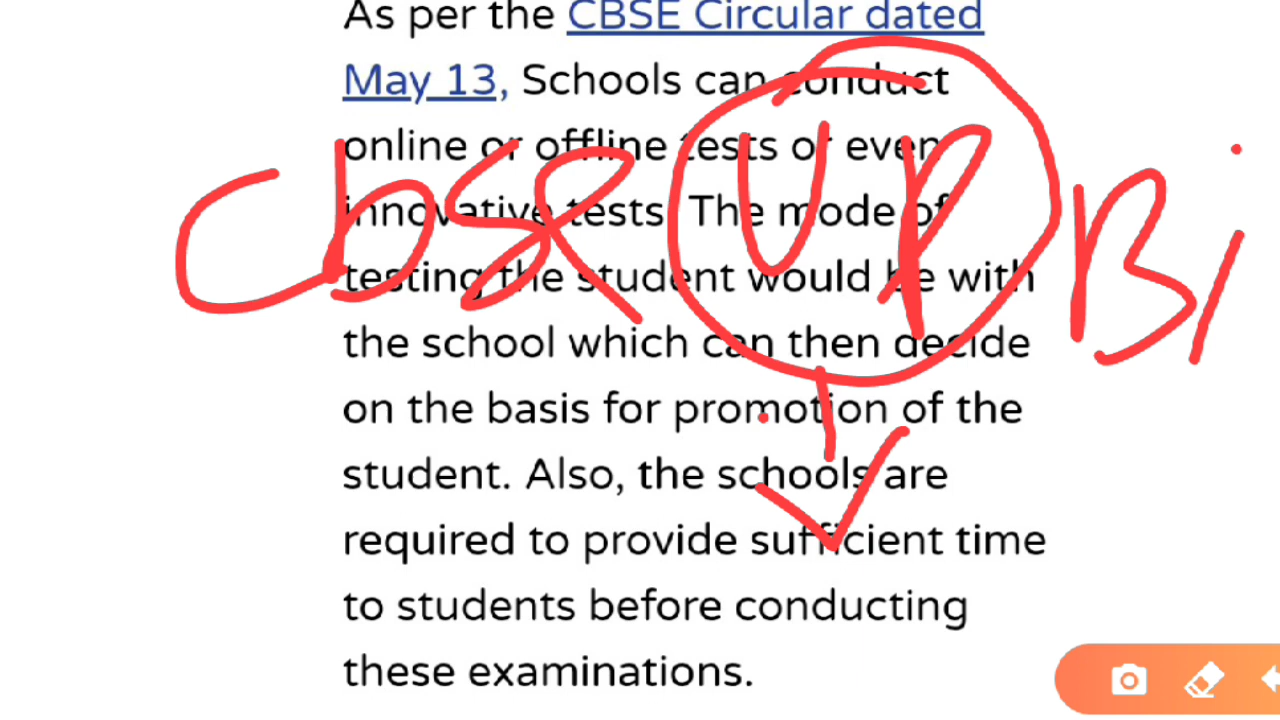 As per the CBSE Circular dated
May 13, Schools can conduct
online or offline tests or even
innovative tests. The mode of
testing the student would be with
the school which can then decide
on the basis for promotion of the
student. Also, the schools are
required to provide sufficient time
to students before conducting
these examinations.
Cbse UP Bi